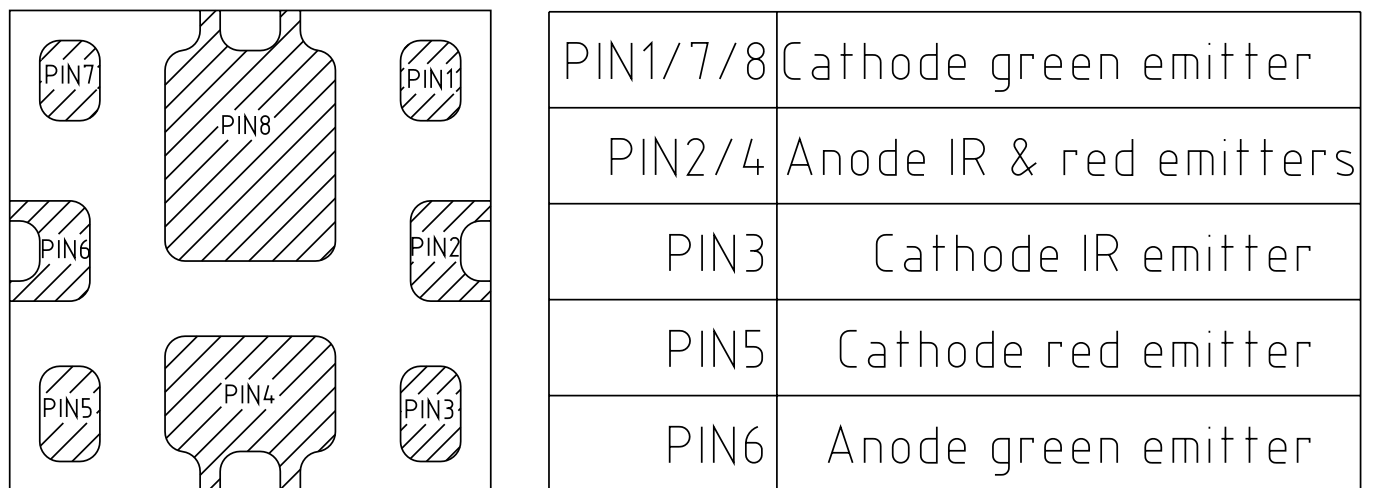 PIN7
PIN1
PIN8
PIN6
PIN2
PIN4
PIN5
PIN3
PIN1/7/8 Cathode green emitter
PIN2/4 Anode IR & red emitters
PIN3 Cathode IR emitter
PIN5 Cathode red emitter
PIN6 Anode green emitter